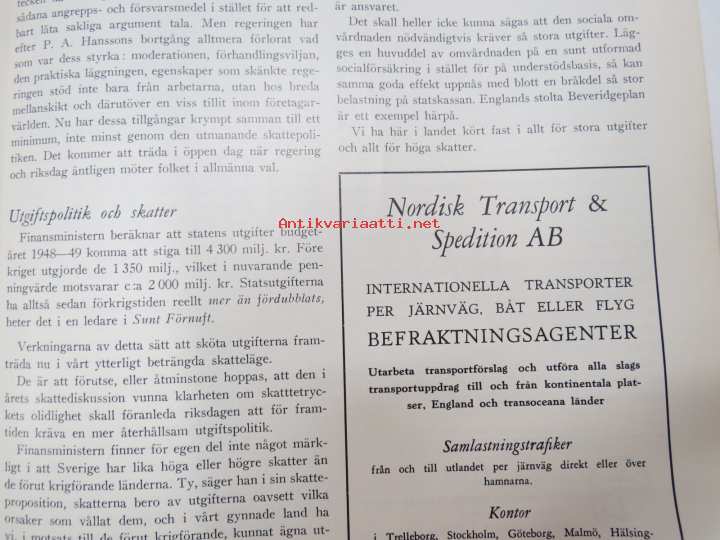 sådana angrepps- och försvarsmedel i stället för att red-
bart låta sakliga argument tala. Men regeringen har
efter P. A. Hanssons bortgång alltmera förlorat vad
som var dess styrka: moderationen, förhandlingsviljan,
den praktiska läggningen, egenskaper som skänkte rege-
ringen stöd inte bara från arbetarna, utan hos breda
mellanskikt och därutöver en viss tillit inom företagar-
världen. Nu har dessa tillgångar krympt samman till ett
minimum, inte minst genom den utmanande skattepoli-
tiken. Det kommer att träda i öppen dag när regering
och riksdag äntligen möter folket i allmänna val.
Utgiftspolitik och skatter
Finansministern beräknar att statens utgifter budget-
året 1948—49 komma att stiga till 4 300 milj. kr. Före
kriget utgjorde de 1 350 milj., vilket i nuvarande pen-
ningvärde motsvarar c:a 2 000 milj. kr. Statsutgifterna
ha alltså sedan förkrigstiden reellt mer än fördubblats,
heter det i en ledare i Sunt Förnuft.
Verkningarna av detta sätt att sköta utgifterna fram-
träda nu i vårt ytterligt beträngda skatteläge.
De är att förutse, eller åtminstone hoppas, att den i
årets skattediskussion vunna klarheten om skatttetryc-
kets olidlighet skall föranleda riksdagen att för fram-
tiden kräva en mer återhållsam utgiftspolitik.
Finansministern finner för egen del inte något märk-
ligt i att Sverige har lika höga eller högre skatter än
de förut krigförande länderna. Ty, säger han i sin skatte-
proposition, skatterna bero av utgifterna oavsett vilka
orsaker som vållat dem, och i vårt gynnade land ha
vi, i motsats till de förut krigförande, kunnat ägna ut-
är ansvaret.
Det skall heller icke kunna sägas att den sociala om-
vårdnaden nödvändigtvis kräver så stora utgifter. Läg-
ges en huvuddel av omvårdnaden på en sunt utformad
socialförsäkring i stället för på understödsbasis, så kan
samma goda effekt uppnås med blott en bråkdel så stor
belastning på statskassan. Englands stolta Beveridgeplan
är ett exempel härpå.
Vi ha här i landet kört fast i allt för stora utgifter
och allt för höga skatter.
Nordisk Transport &
Spedition AB
INTERNATIONELLA TRANSPORTER
PER JÄRNVÄG, BÅT ELLER FLYG
BEFRAKTNINGSAGENTER
Utarbeta transportförslag och utföra alla slags
transportuppdrag till och från kontinentala plat-
ser, England och transoceana länder
Samlastningstrafiker
från och till utlandet per järnväg direkt eller över
hamnarna.
Kontor
i Trelleborg, Stockholm, Göteborg, Malmö, Hälsing-
Antikvariaatti.net